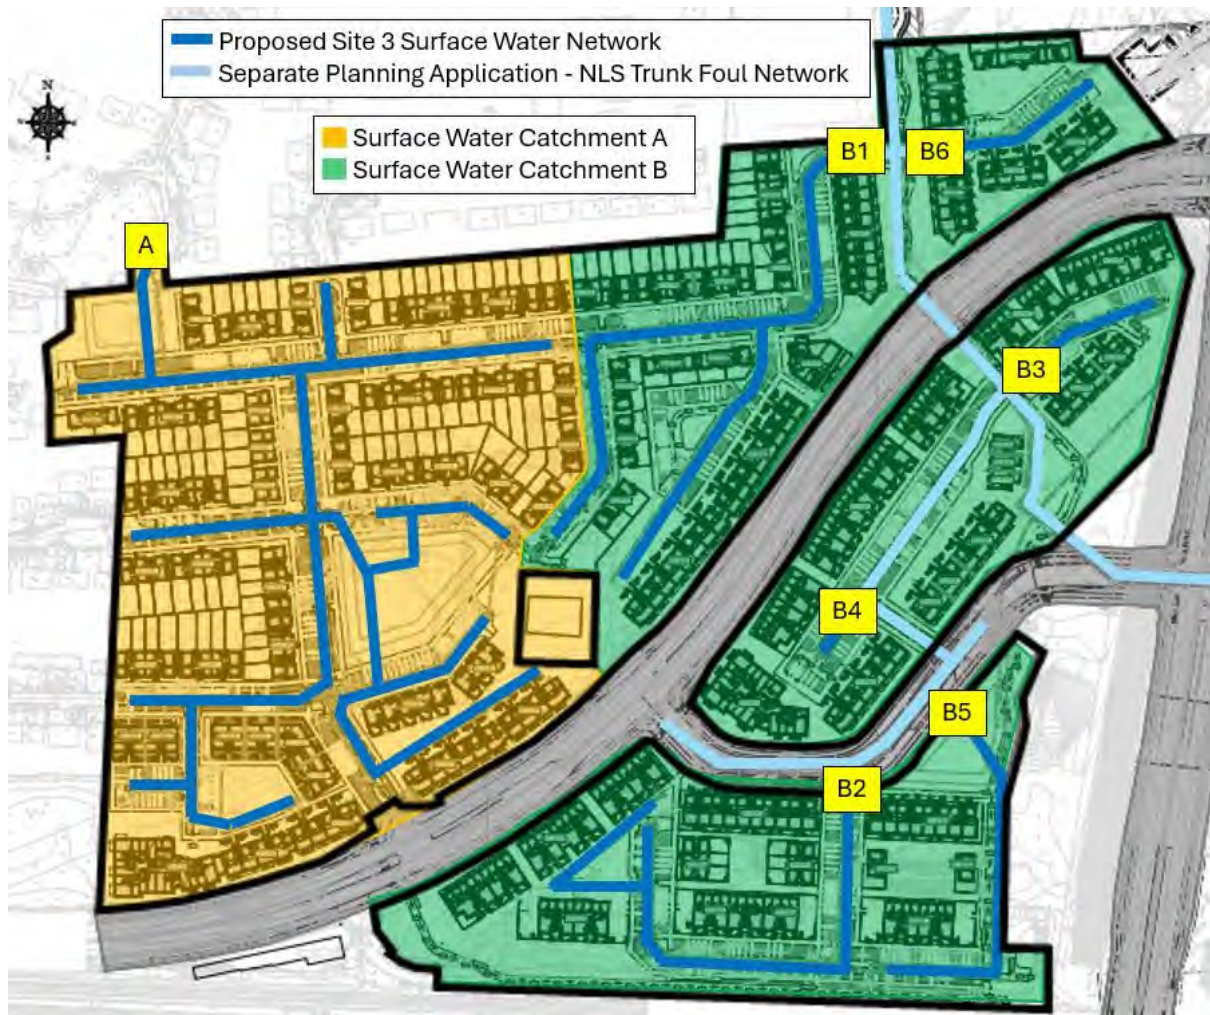 Proposed Site 3 Surface Water Network
Separate Planning Application - NLS Trunk Foul Network
N
Surface Water Catchment A
Surface Water Catchment B
B1
B6
A
B3
B4
B5
B2